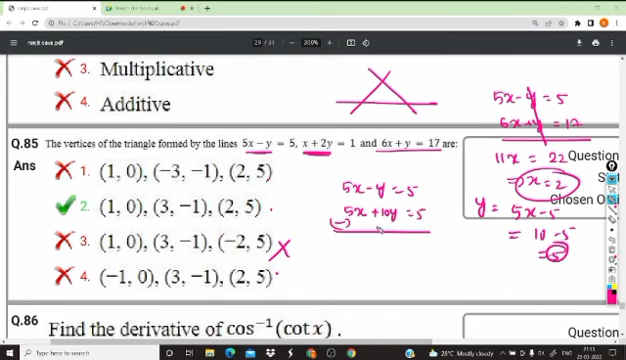 29 / 31
300%
3. Multiplicative
4. Additive
Q.85 The vertices of the triangle formed by the lines 5x − y = 5, x + 2y = 1 and 6x + y = 17 are:
Ans
1. (1, 0), (−3, −1), (2, 5)
2. (1, 0), (3, −1), (2, 5)
3. (1, 0), (3, −1), (−2, 5)
4. (−1, 0), (3, −1), (2, 5)
5x − y = 5
5x + 10y = 5
(−)
5x − y = 5
6x + y = 17
11x = 22
⇒ x = 2
y = 5x − 5
= 10 − 5
= 5
Question
Chosen O
Q.86
Find the derivative of cos⁻¹(cot x).
Question
Type here to search
28°C Mostly cloudy
29-03-2022